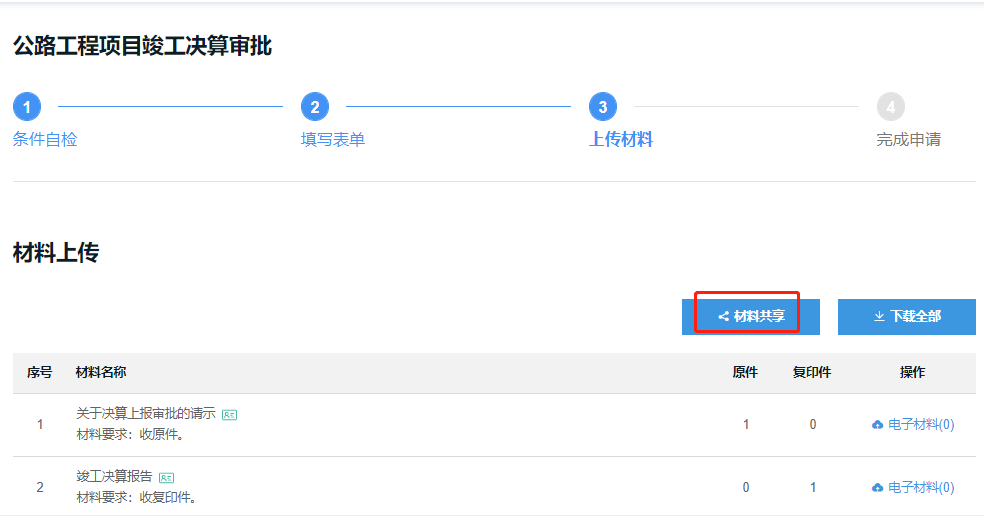 公路工程项目竣工决算审批
1 2 3 4
条件自检 填写表单 上传材料 完成申请
材料上传
材料共享 下载全部
序号 材料名称 原件 复印件 操作
关于决算上报审批的请示
1 1 0 电子材料(0)
材料要求：收原件。
竣工决算报告
2 0 1 电子材料(0)
材料要求：收复印件。